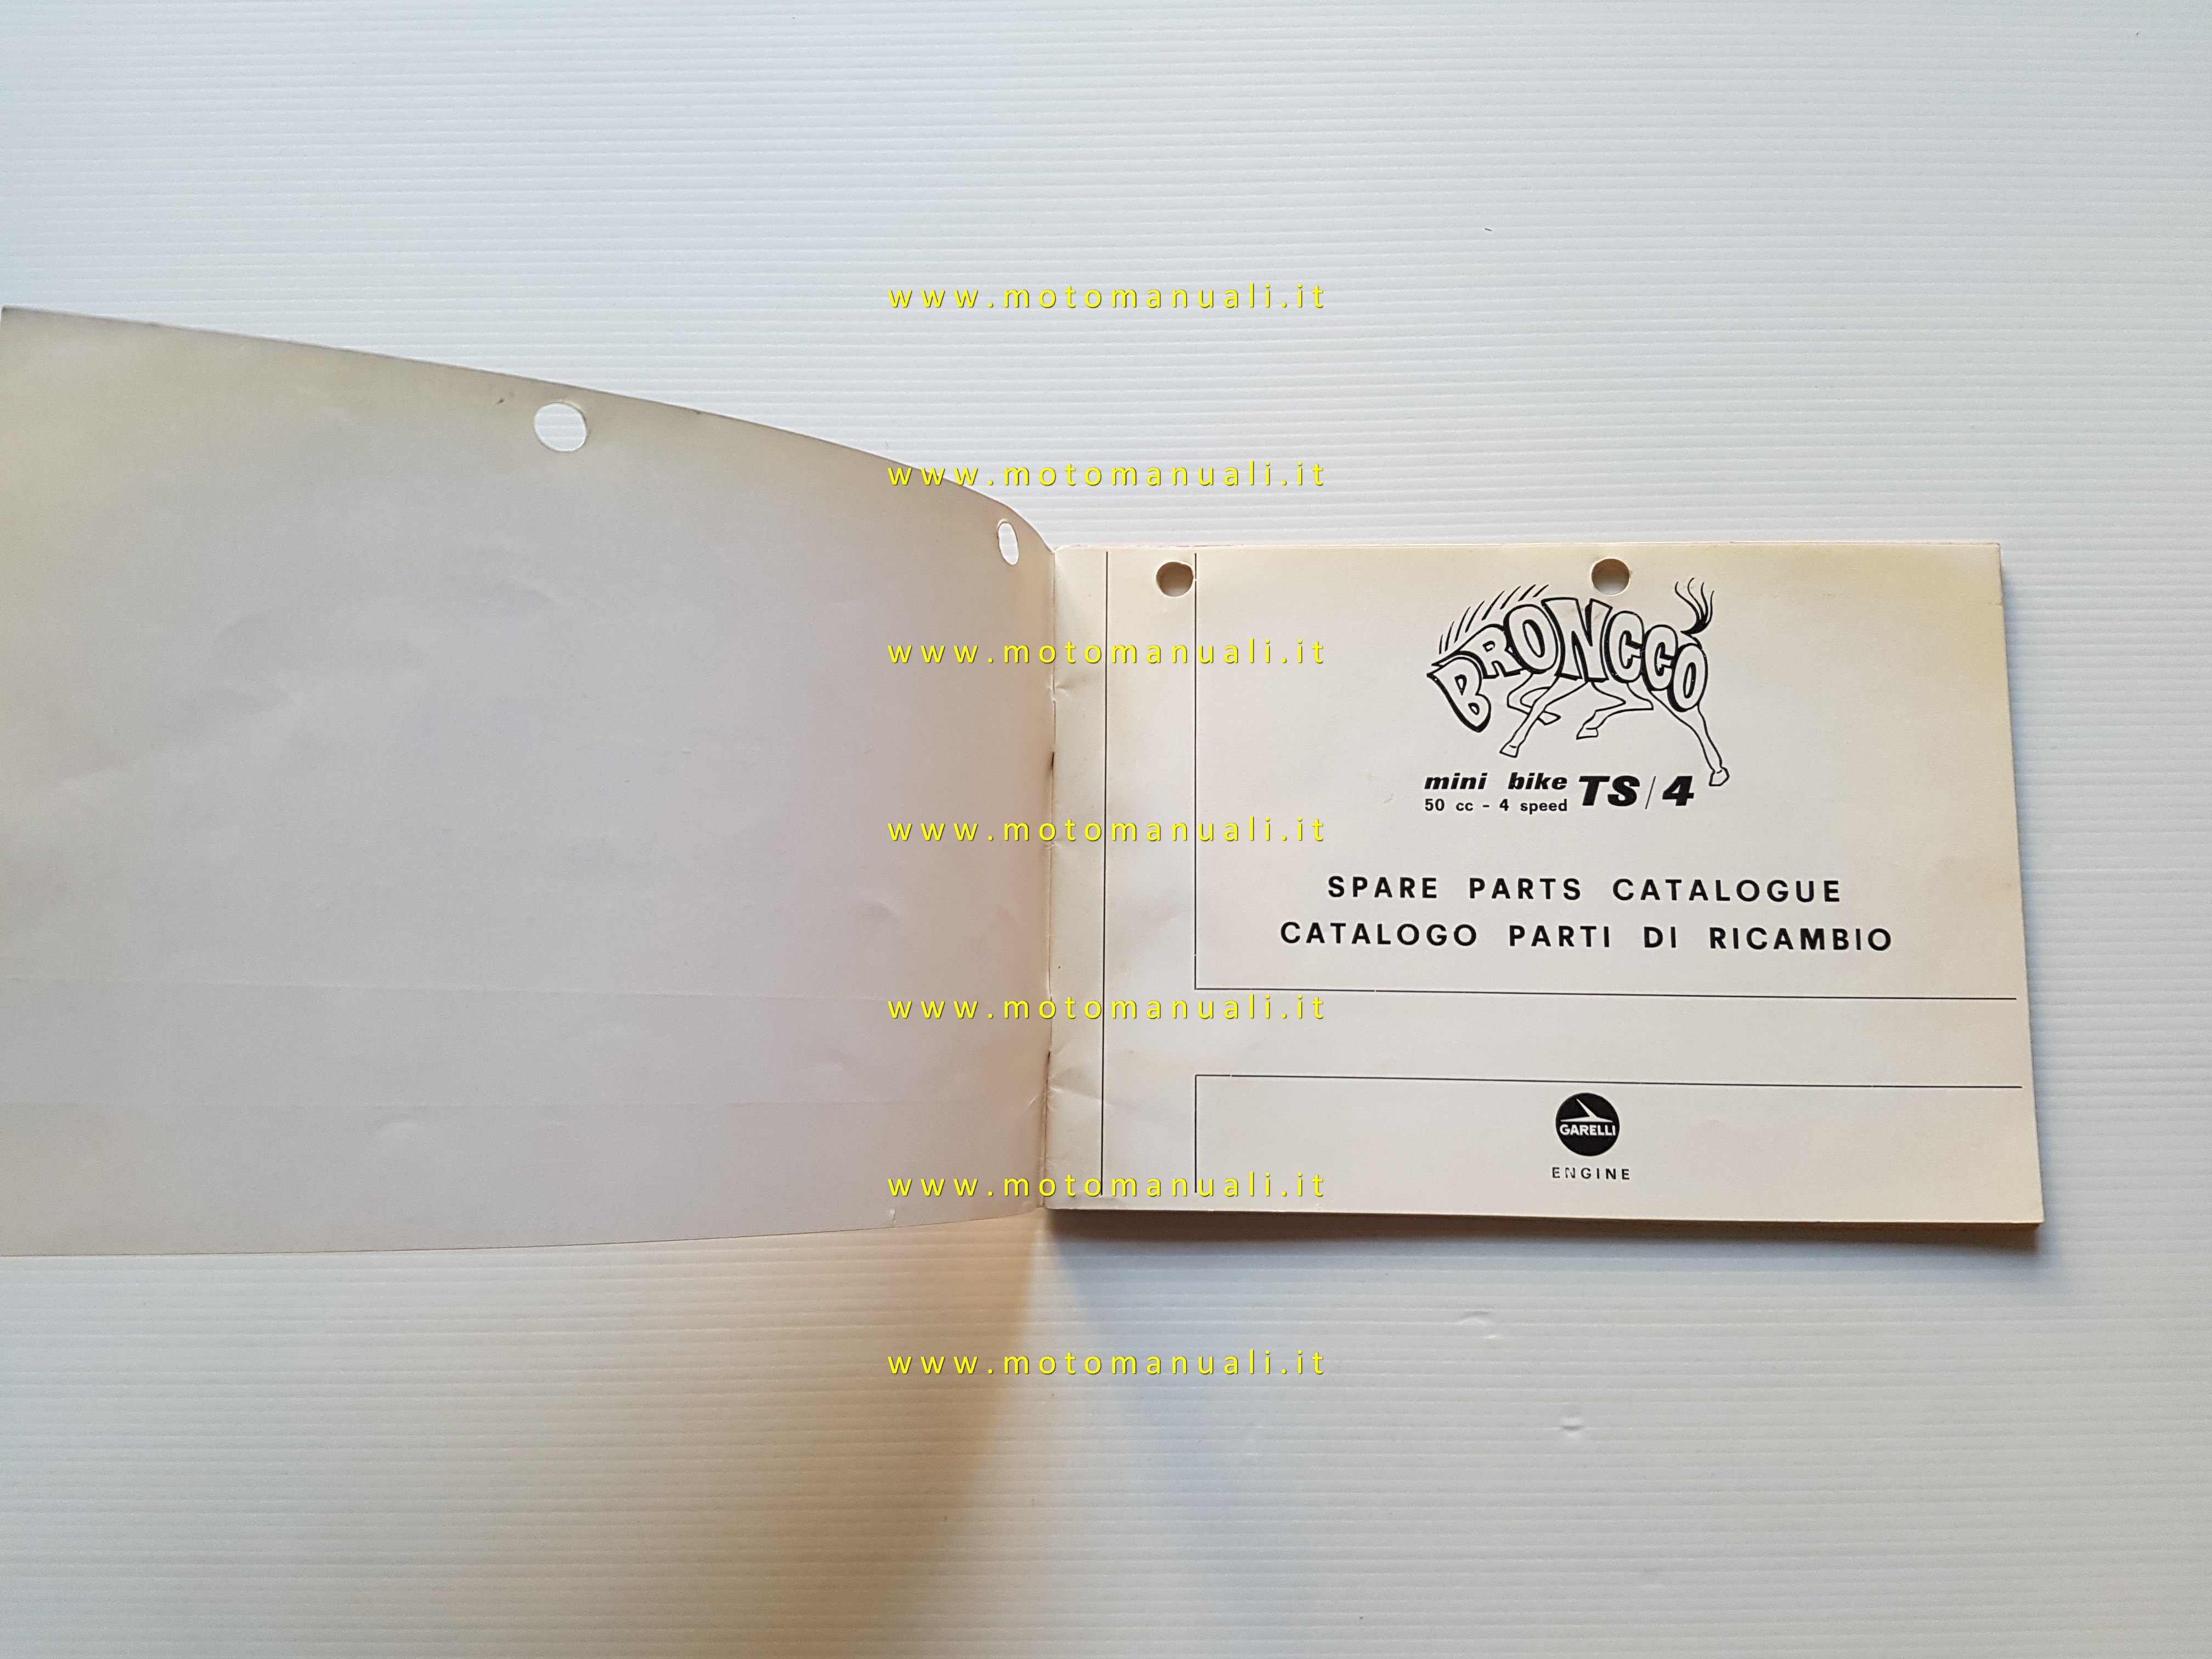 www.motomanuali.it
www.motomanuali.it
BRONCCO
www.motomanuali.it
mini bike TS/4
50 cc - 4 speed
www.motomanuali.it
SPARE PARTS CATALOGUE
CATALOGO PARTI DI RICAMBIO
www.motomanuali.it
GARELLI
ENGINE
www.motomanuali.it
www.motomanuali.it